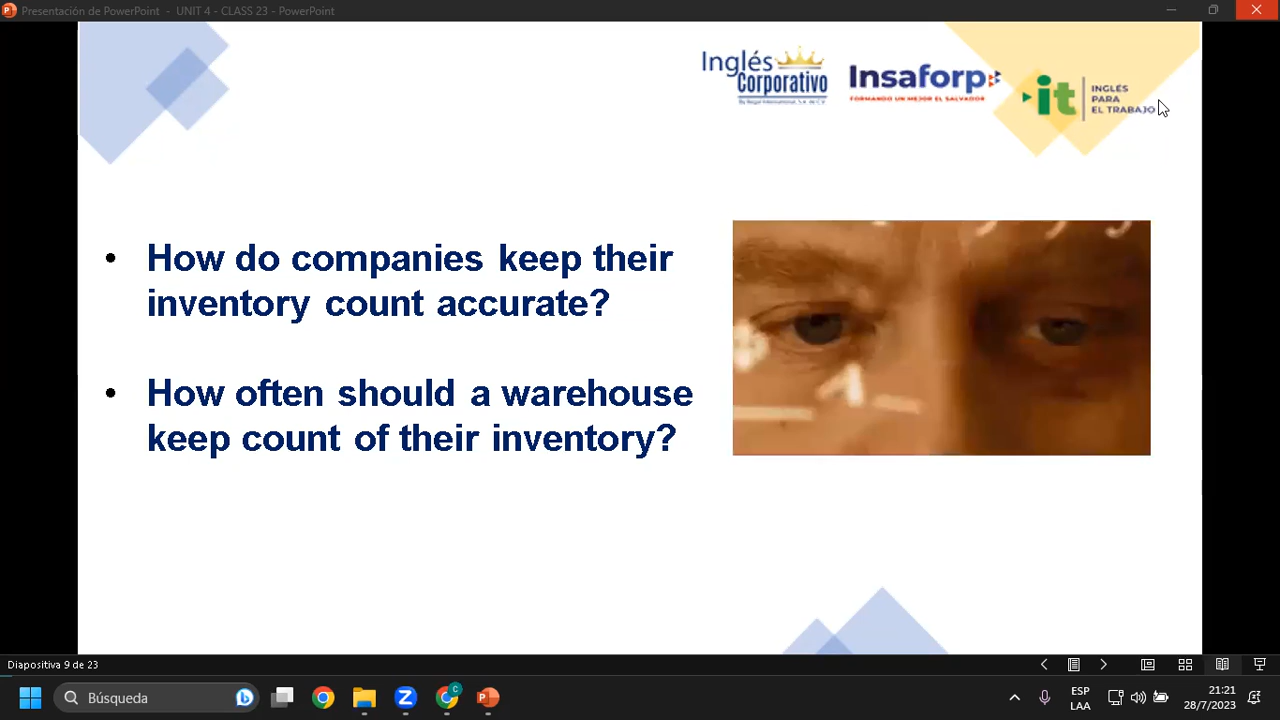 Presentación de PowerPoint - UNIT 4 - CLASS 23 - PowerPoint
Inglés
Corporativo
Insaforp
FORMANDO UN MEJOR EL SALVADOR
it
INGLÉS
PARA
EL TRABAJO
• How do companies keep their
inventory count accurate?
• How often should a warehouse
keep count of their inventory?
Diapositiva 9 de 23
Búsqueda
ESP
LAA
21:21
28/7/2023